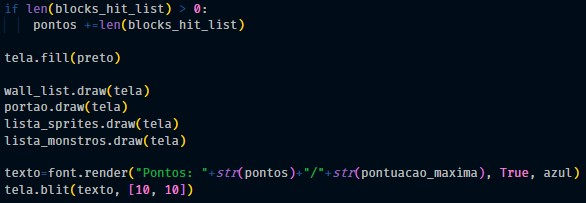 if len(blocks_hit_list) > 0:
pontos +=len(blocks_hit_list)
tela.fill(preto)
wall_list.draw(tela)
portao.draw(tela)
lista_sprites.draw(tela)
lista_monstros.draw(tela)
texto=font.render("Pontos: "+str(pontos)+"/"+str(pontuacao_maxima), True, azul)
tela.blit(texto, [10, 10])